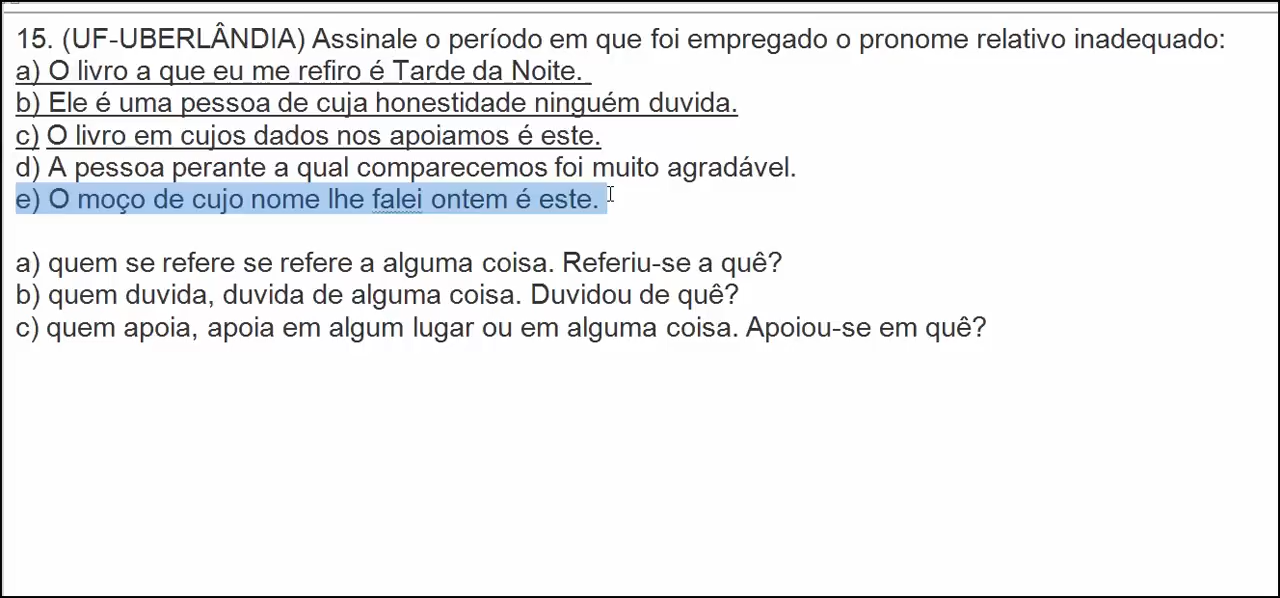 15. (UF-UBERLÂNDIA) Assinale o período em que foi empregado o pronome relativo inadequado:
a) O livro a que eu me refiro é Tarde da Noite.
b) Ele é uma pessoa de cuja honestidade ninguém duvida.
c) O livro em cujos dados nos apoiamos é este.
d) A pessoa perante a qual comparecemos foi muito agradável.
e) O moço de cujo nome lhe falei ontem é este.
a) quem se refere se refere a alguma coisa. Referiu-se a quê?
b) quem duvida, duvida de alguma coisa. Duvidou de quê?
c) quem apoia, apoia em algum lugar ou em alguma coisa. Apoiou-se em quê?